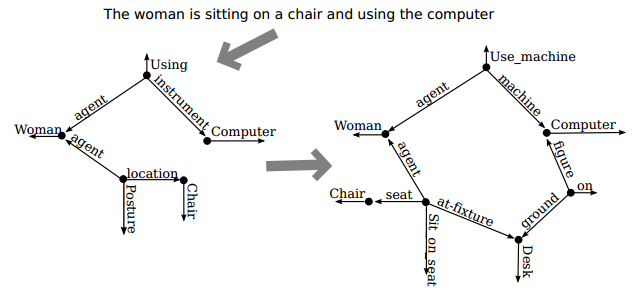 The woman is sitting on a chair and using the computer
Using
agent
instrument
Woman
Computer
agent
location
Posture
Chair
Use_machine
agent
machine
Woman
Computer
agent
figure
Chair
seat
at-fixture
on
ground
Sit_on_seat
Desk